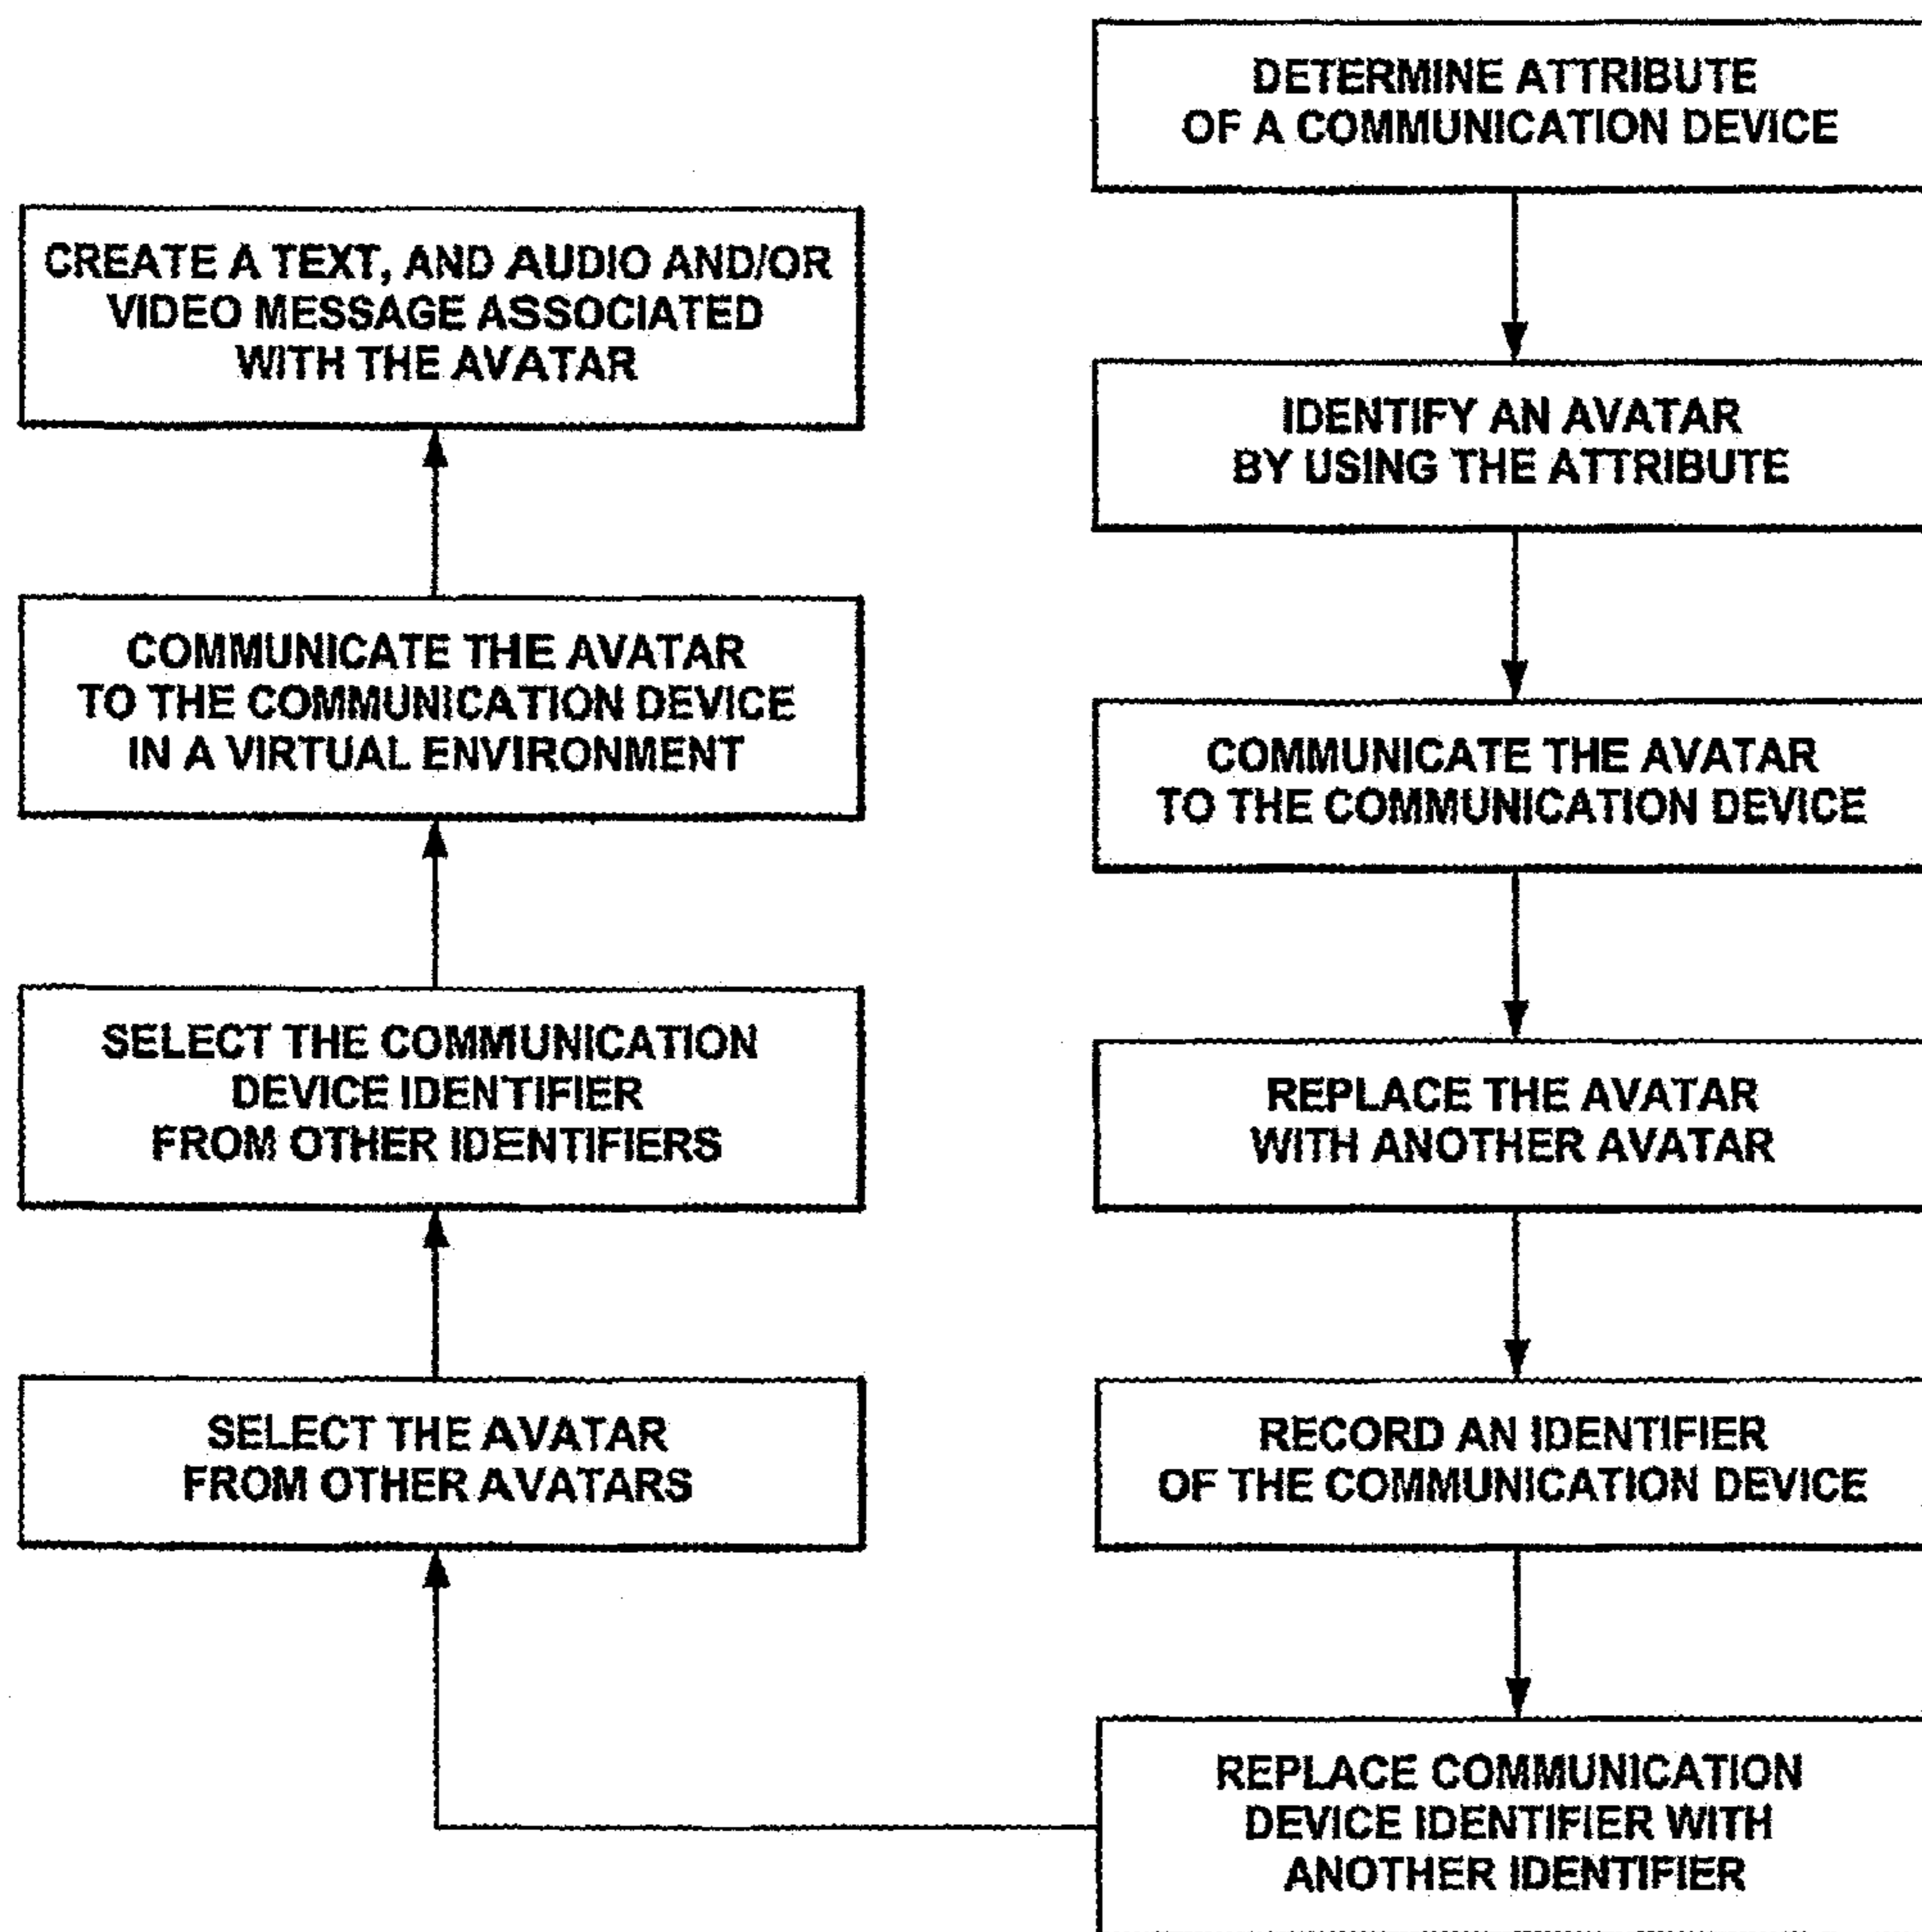 DETERMINE ATTRIBUTE
OF A COMMUNICATION DEVICE
IDENTIFY AN AVATAR
BY USING THE ATTRIBUTE
COMMUNICATE THE AVATAR
TO THE COMMUNICATION DEVICE
REPLACE THE AVATAR
WITH ANOTHER AVATAR
RECORD AN IDENTIFIER
OF THE COMMUNICATION DEVICE
REPLACE COMMUNICATION
DEVICE IDENTIFIER WITH
ANOTHER IDENTIFIER
SELECT THE AVATAR
FROM OTHER AVATARS
SELECT THE COMMUNICATION
DEVICE IDENTIFIER
FROM OTHER IDENTIFIERS
COMMUNICATE THE AVATAR
TO THE COMMUNICATION DEVICE
IN A VIRTUAL ENVIRONMENT
CREATE A TEXT, AND AUDIO AND/OR
VIDEO MESSAGE ASSOCIATED
WITH THE AVATAR